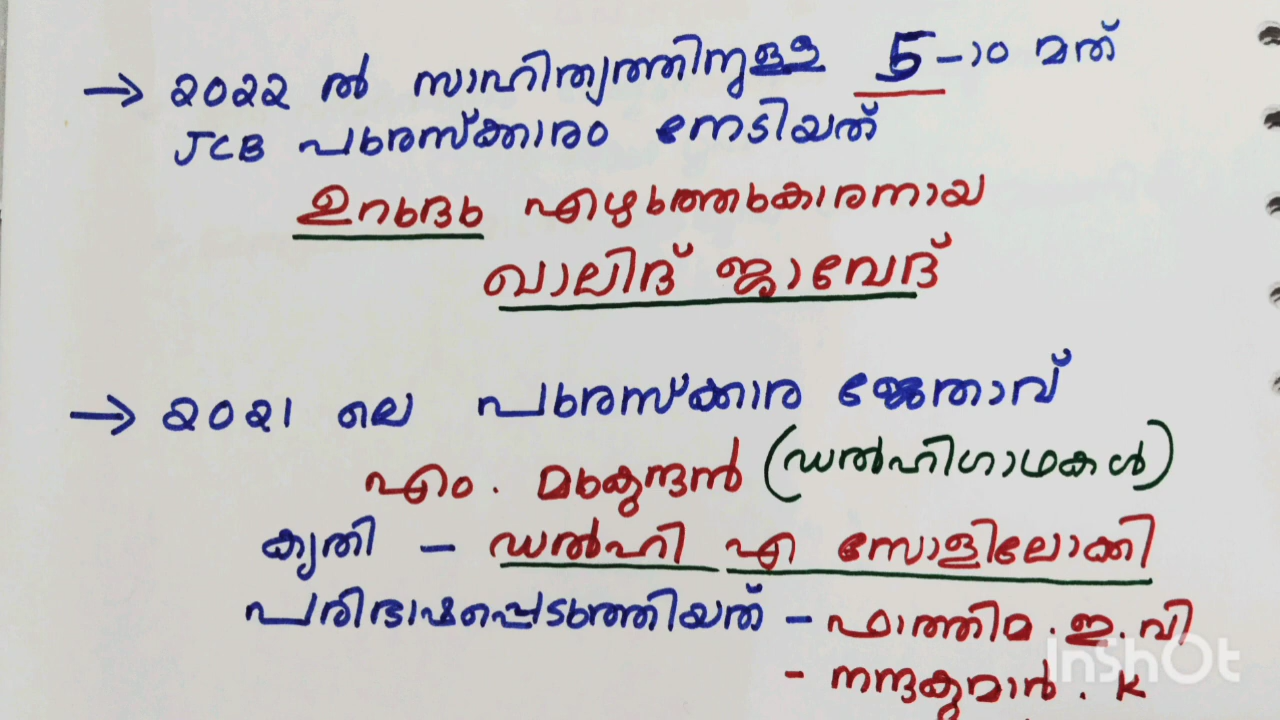 → 2022 ൽ സാഹിത്യത്തിനുള്ള 5-ാo മത്
JCB പുരസ്ക്കാരം നേടിയത്
ഉറുദു എഴുത്തുകാരനായ
ഖാലിദ് ജാവേദ്
→ 2021 ലെ പുരസ്ക്കാര ജേതാവ്
എം. മുകുന്ദൻ (ഡൽഹിഗാഥകൾ)
കൃതി - ഡൽഹി എ സോളിലോക്കി
പരിഭാഷപ്പെടുത്തിയത് - ഫാത്തിമ .ഇ.വി
- നന്ദകുമാർ . K
InShOt